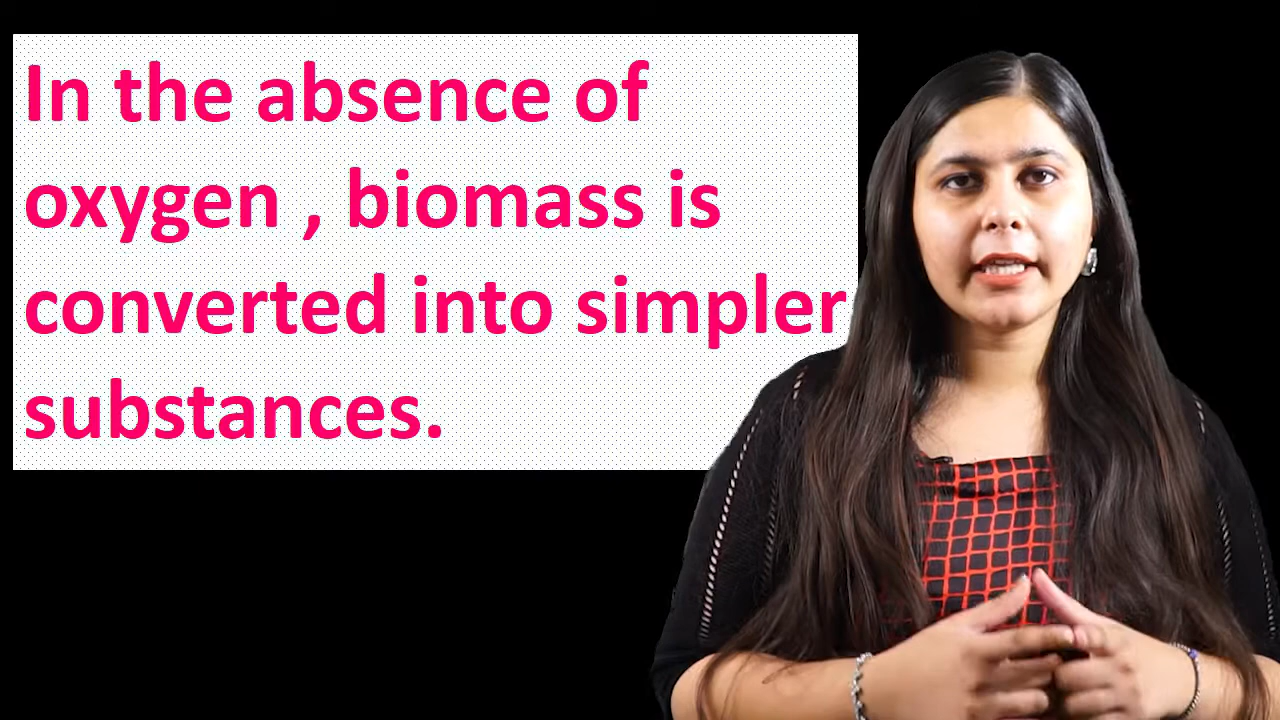 In the absence of
oxygen , biomass is
converted into simpler
substances.